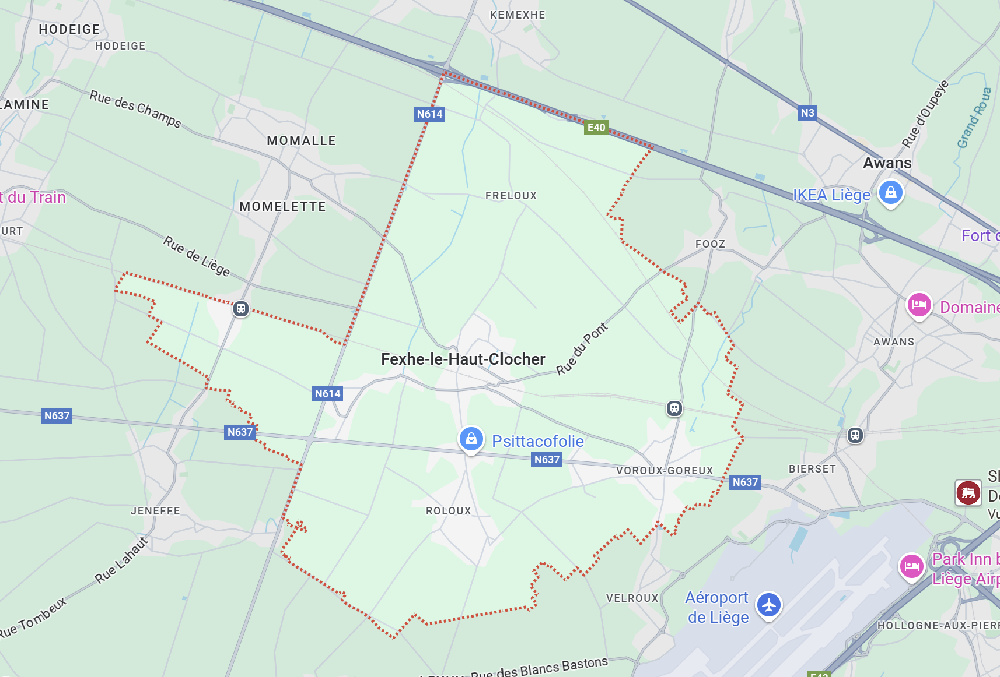 KEMEXHE
HODEIGE
HODEIGE
LAMINE
Rue des Champs
N614
N3
Rue d'Oupeye
Grand Roua
E40
MOMALLE
Awans
t du Train
FRELOUX
IKEA Liège
MOMELETTE
URT
Fort d
Rue de Liège
FOOZ
Domaine
AWANS
Rue du Pont
Fexhe-le-Haut-Clocher
N614
N637
N637
Psittacofolie
N637
VOROUX-GOREUX
BIERSET
N637
JENEFFE
ROLOUX
Rue Lahaut
Park Inn b
Liège Airp
VELROUX
Aéroport
de Liège
Rue Tombeux
HOLLOGNE-AUX-PIERR
Rue des Blancs Bastons